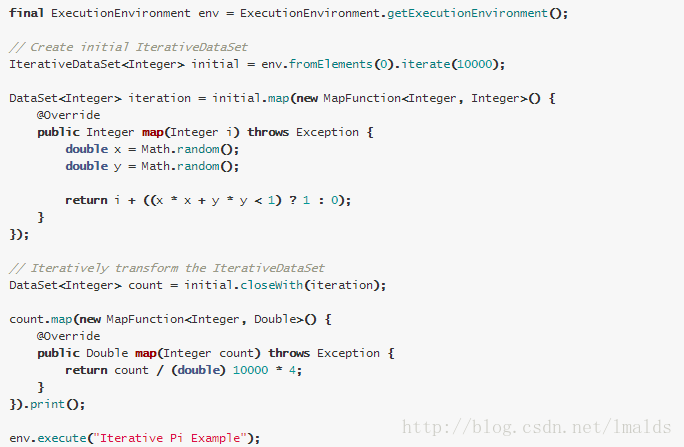 final ExecutionEnvironment env = ExecutionEnvironment.getExecutionEnvironment();

// Create initial IterativeDataSet
IterativeDataSet<Integer> initial = env.fromElements(0).iterate(10000);

DataSet<Integer> iteration = initial.map(new MapFunction<Integer, Integer>() {
    @Override
    public Integer map(Integer i) throws Exception {
        double x = Math.random();
        double y = Math.random();

        return i + ((x * x + y * y < 1) ? 1 : 0);
    }
});

// Iteratively transform the IterativeDataSet
DataSet<Integer> count = initial.closeWith(iteration);

count.map(new MapFunction<Integer, Double>() {
    @Override
    public Double map(Integer count) throws Exception {
        return count / (double) 10000 * 4;
    }
}).print();

env.execute("Iterative Pi Example");
http://blog.csdn.net/lmalds